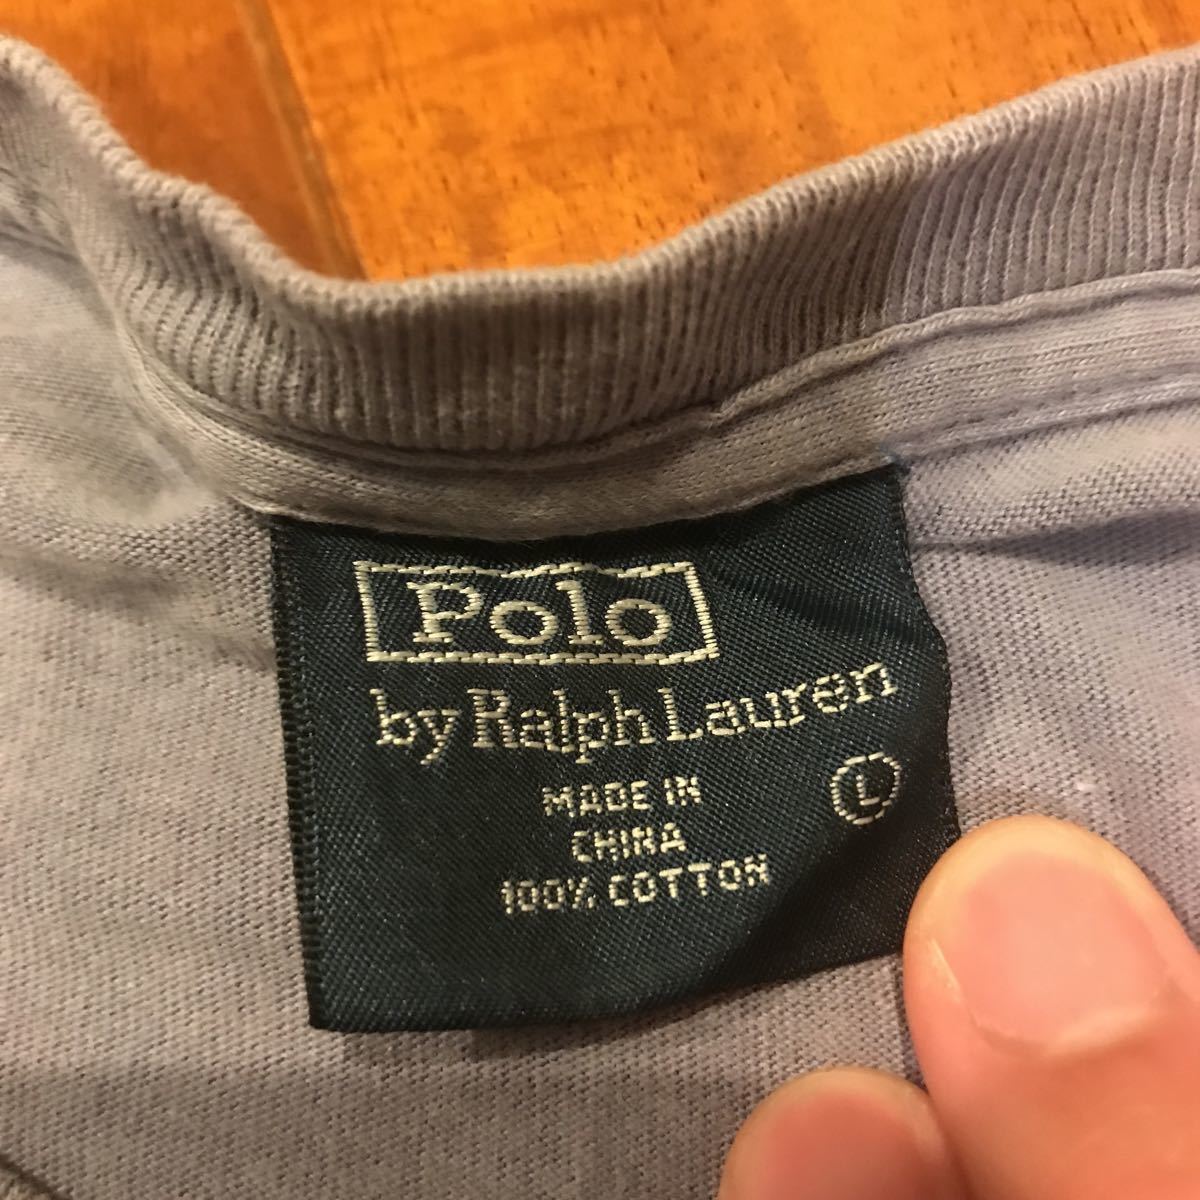 Polo
by Ralph Lauren
MADE IN
CHINA
100% COTTON
L